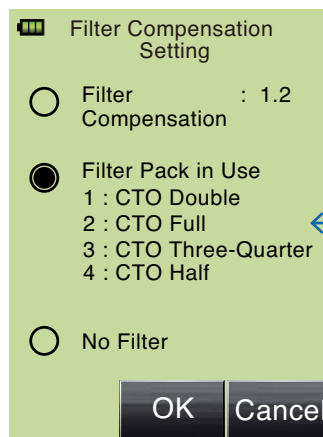 Filter Compensation
Setting
Filter : 1.2
Compensation
Filter Pack in Use
1 : CTO Double
2 : CTO Full
3 : CTO Three-Quarter
4 : CTO Half
No Filter
OK Cancel